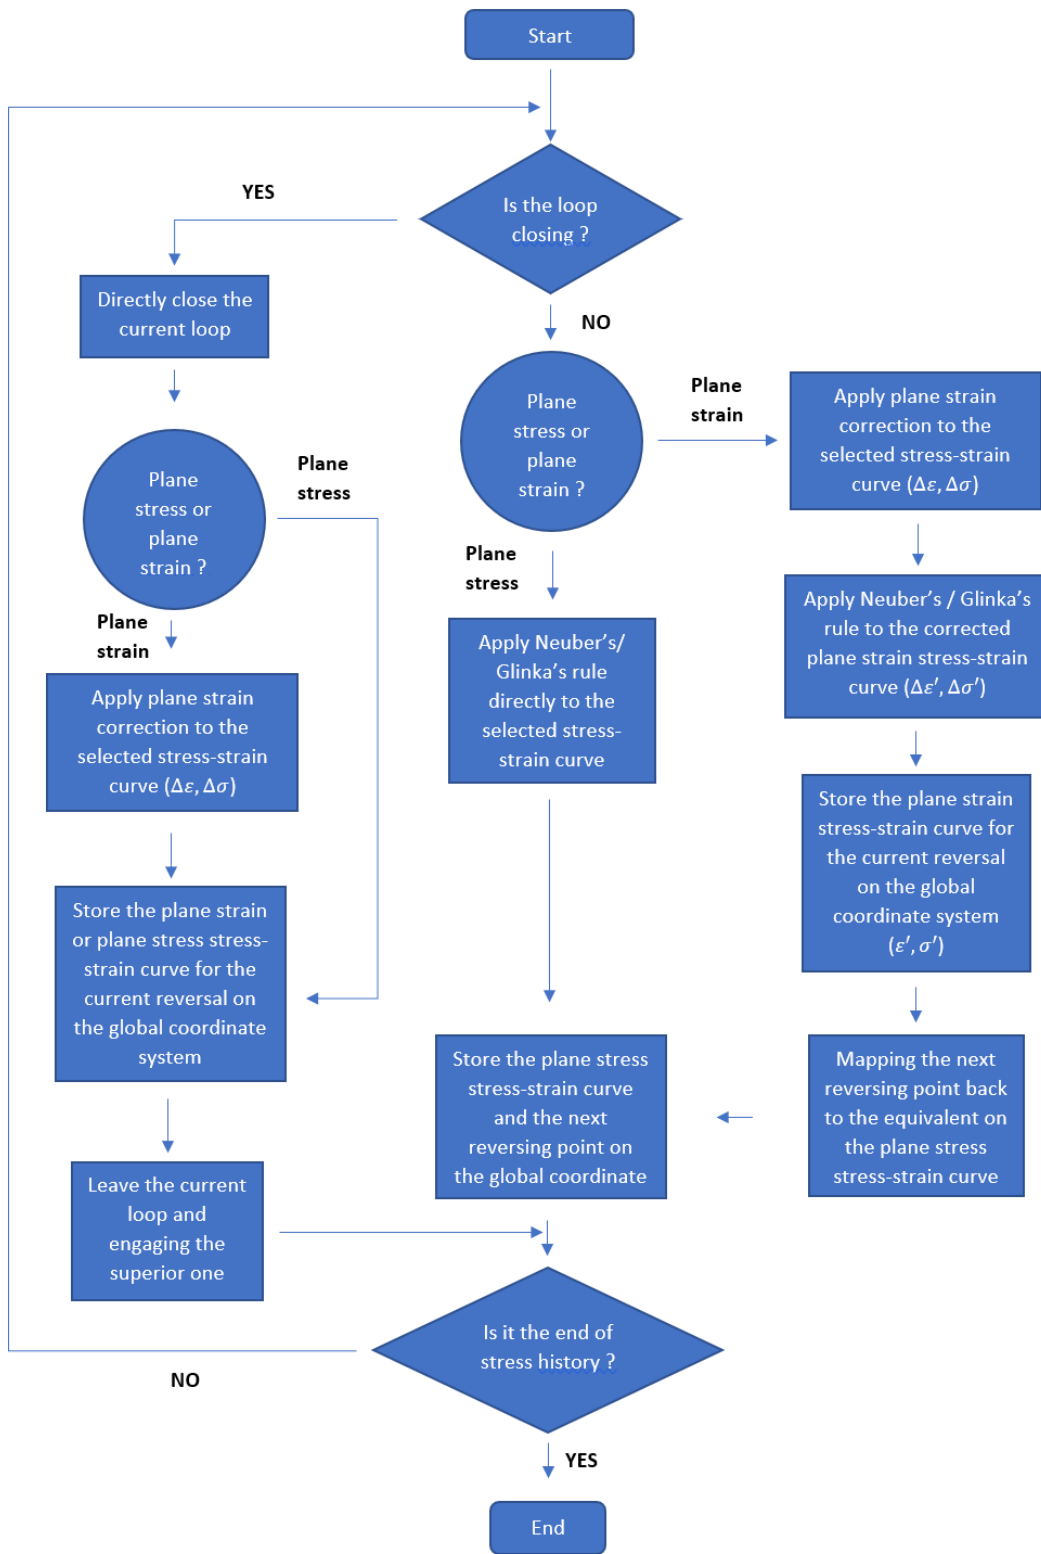 Start
YES
Is the loop
closing ?
Directly close the
current loop
NO
Plane
stress or
plane
strain ?
Plane
strain
Apply plane strain
correction to the
selected stress-strain
curve (Δε, Δσ)
Plane
stress or
plane
strain ?
Plane
stress
Plane
stress
Plane
strain
Apply Neuber’s/
Glinka’s rule
directly to the
selected stress-
strain curve
Apply Neuber’s / Glinka’s
rule to the corrected
plane strain stress-strain
curve (Δε′, Δσ′)
Apply plane strain
correction to the
selected stress-strain
curve (Δε, Δσ)
Store the plane strain
stress-strain curve for
the current reversal
on the global
coordinate system
(ε′, σ′)
Store the plane strain
or plane stress stress-
strain curve for the
current reversal on
the global coordinate
system
Store the plane stress
stress-strain curve
and the next
reversing point on
the global coordinate
Mapping the next
reversing point back
to the equivalent on
the plane stress
stress-strain curve
Leave the current
loop and
engaging the
superior one
Is it the end of
stress history ?
NO
YES
End